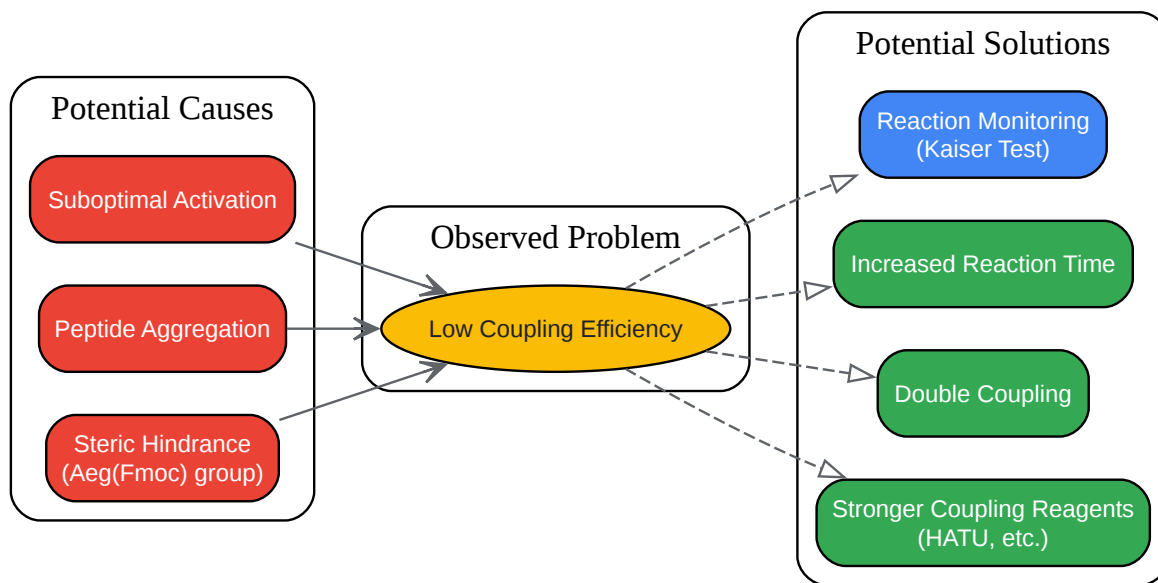 Potential Causes
Suboptimal Activation
Peptide Aggregation
Steric Hindrance
(Aeg(Fmoc) group)
Observed Problem
Low Coupling Efficiency
Potential Solutions
Reaction Monitoring
(Kaiser Test)
Increased Reaction Time
Double Coupling
Stronger Coupling Reagents
(HATU, etc.)